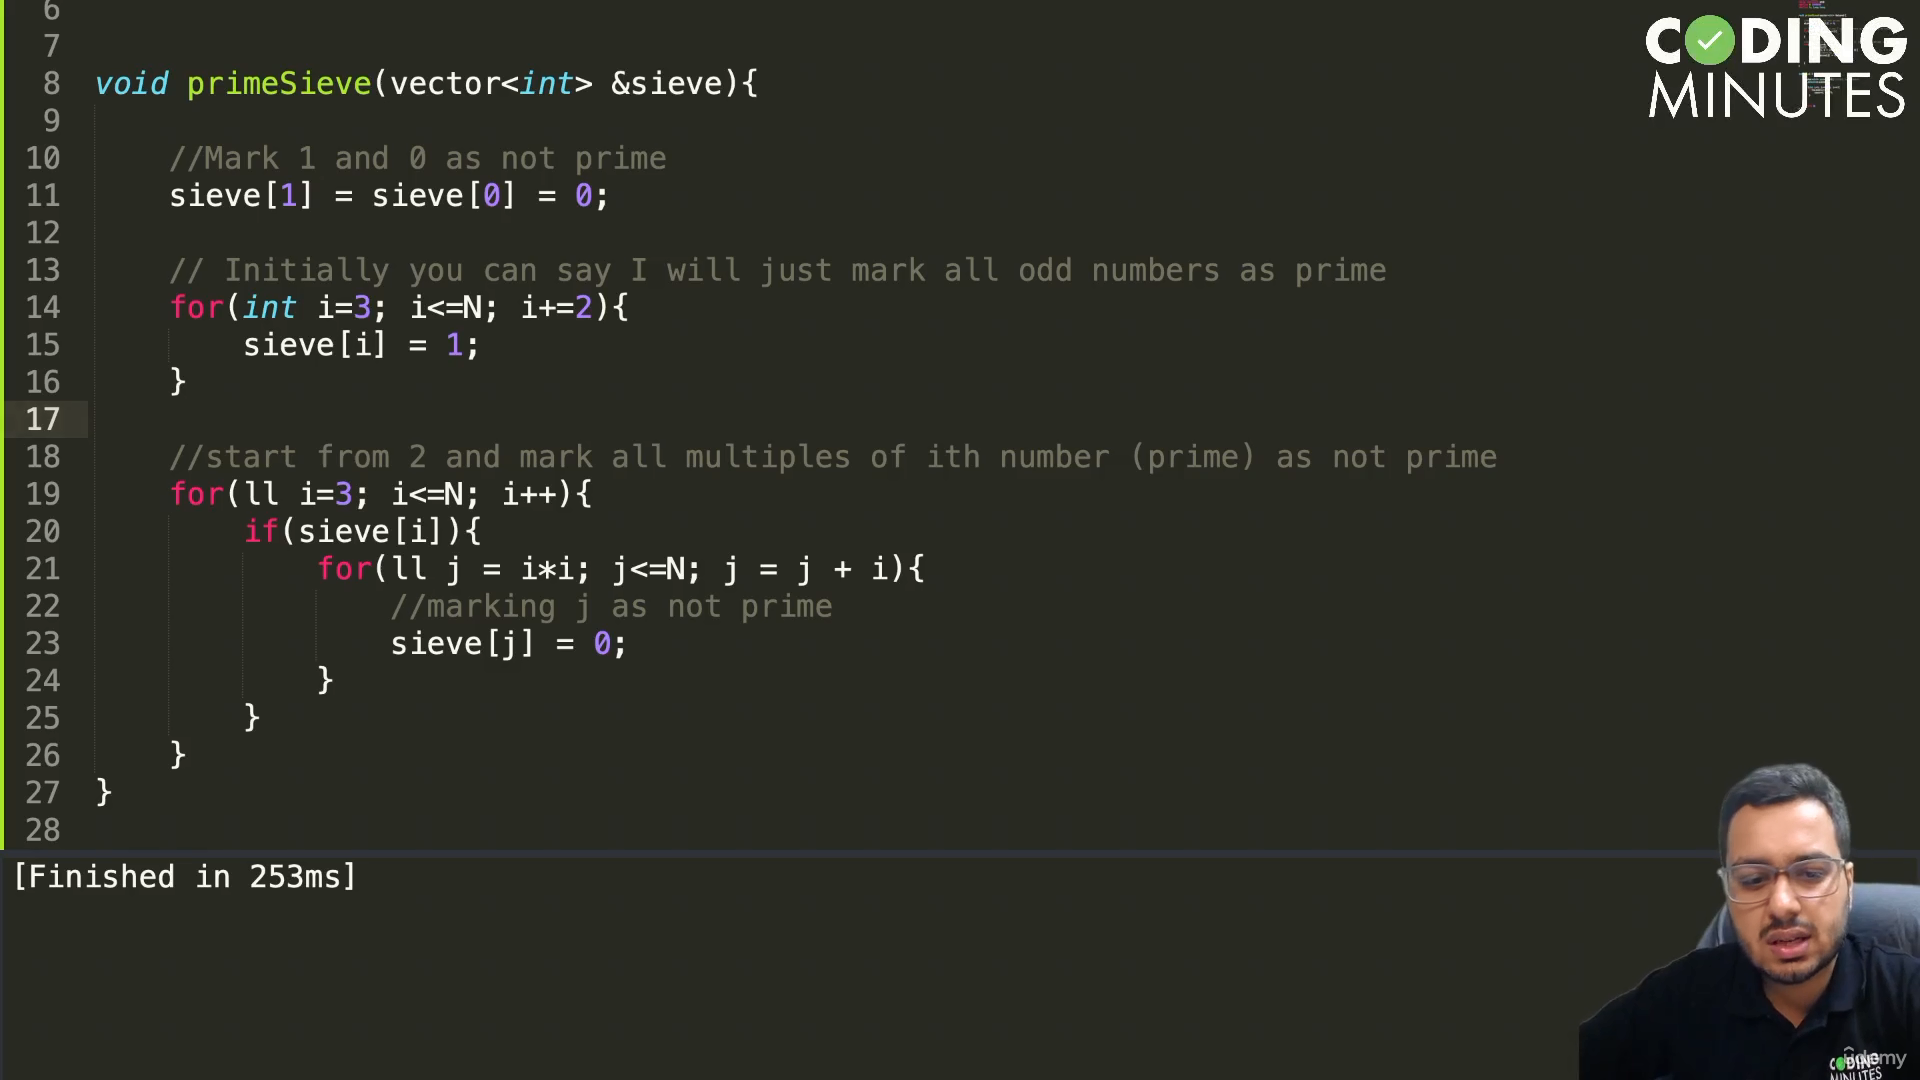 CODING
MINUTES
6
7
8 void primeSieve(vector<int> &sieve){
9
10 //Mark 1 and 0 as not prime
11 sieve[1] = sieve[0] = 0;
12
13 // Initially you can say I will just mark all odd numbers as prime
14 for(int i=3; i<=N; i+=2){
15 sieve[i] = 1;
16 }
17
18 //start from 2 and mark all multiples of ith number (prime) as not prime
19 for(ll i=3; i<=N; i++){
20 if(sieve[i]){
21 for(ll j = i*i; j<=N; j = j + i){
22 //marking j as not prime
23 sieve[j] = 0;
24 }
25 }
26 }
27 }
28
[Finished in 253ms]
CODING
MINUTES
udemy